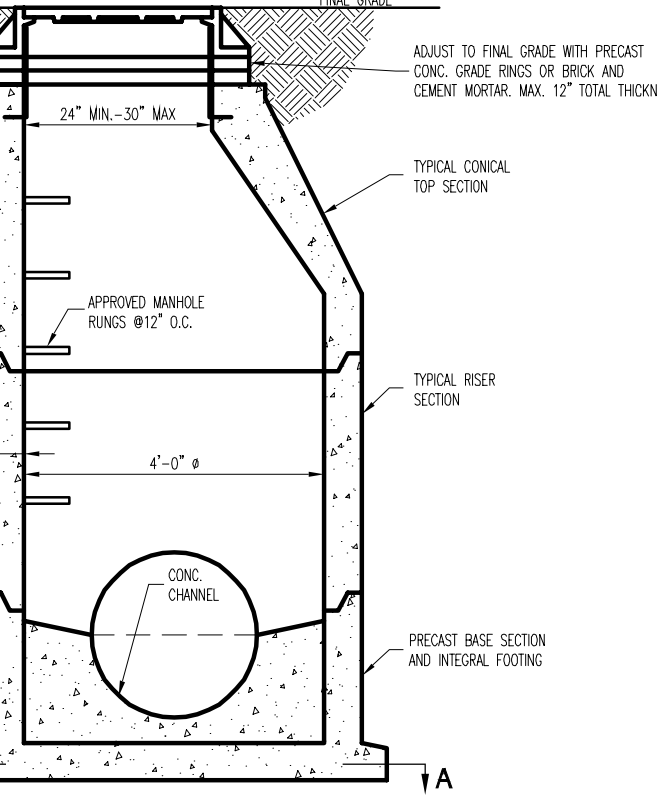 FINAL GRADE
ADJUST TO FINAL GRADE WITH PRECAST
CONC. GRADE RINGS OR BRICK AND
CEMENT MORTAR. MAX. 12" TOTAL THICKN
24" MIN.-30" MAX
TYPICAL CONICAL
TOP SECTION
APPROVED MANHOLE
RUNGS @12" O.C.
TYPICAL RISER
SECTION
4'-0" Ø
CONC.
CHANNEL
PRECAST BASE SECTION
AND INTEGRAL FOOTING
A